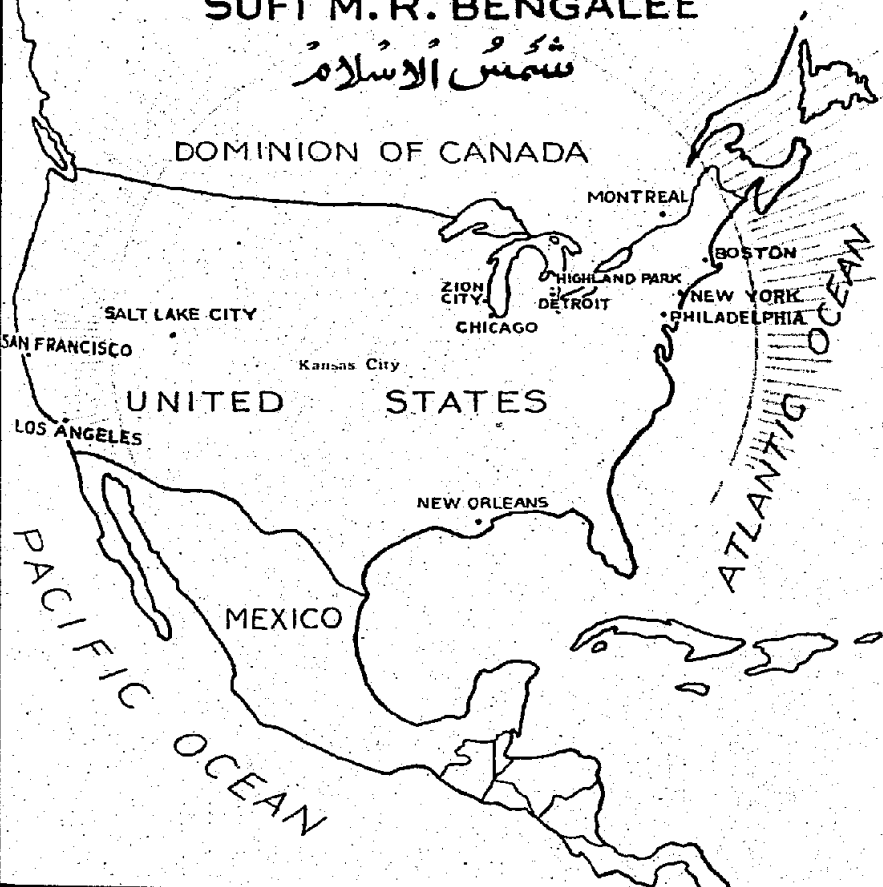 SUFI M. R. BENGALEE
شَمْسُ الْاِسْلَامُ
DOMINION OF CANADA
MONTREAL
BOSTON
ZION
CITY
HIGHLAND PARK
DETROIT
NEW YORK
CHICAGO
PHILADELPHIA
SALT LAKE CITY
SAN FRANCISCO
Kansas City
UNITED STATES
LOS ANGELES
NEW ORLEANS
ATLANTIC OCEAN
MEXICO
PACIFIC OCEAN